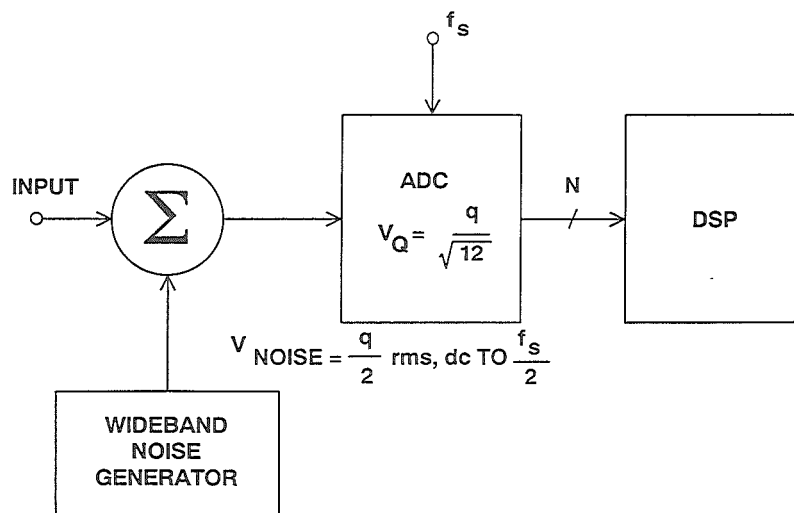 f_s
INPUT
Σ
ADC
V_Q = q/√12
N
DSP
V_NOISE = q/2 rms, dc TO f_s/2
WIDEBAND
NOISE
GENERATOR